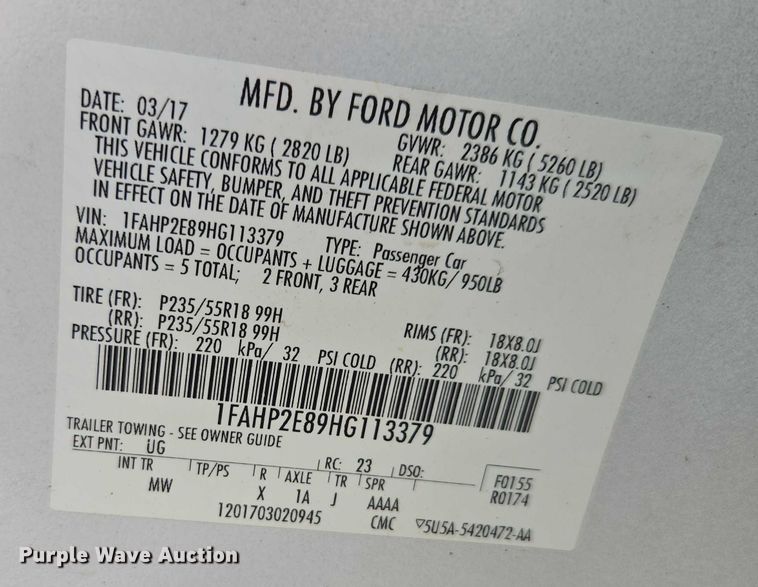 MFD. BY FORD MOTOR CO.
DATE: 03/17 GVWR: 2386 KG ( 5260 LB)
FRONT GAWR: 1279 KG ( 2820 LB) REAR GAWR: 1143 KG ( 2520 LB)
THIS VEHICLE CONFORMS TO ALL APPLICABLE FEDERAL MOTOR
VEHICLE SAFETY, BUMPER, AND THEFT PREVENTION STANDARDS
IN EFFECT ON THE DATE OF MANUFACTURE SHOWN ABOVE.
VIN: 1FAHP2E89HG113379 TYPE: Passenger Car
MAXIMUM LOAD = OCCUPANTS + LUGGAGE = 430KG/ 950LB
OCCUPANTS = 5 TOTAL; 2 FRONT, 3 REAR
TIRE (FR): P235/55R18 99H RIMS (FR): 18X8.0J
(RR): P235/55R18 99H (RR): 18X8.0J
PRESSURE (FR): 220 kPa/ 32 PSI COLD (RR): 220 kPa/ 32 PSI COLD
1FAHP2E89HG113379
TRAILER TOWING - SEE OWNER GUIDE
EXT PNT: UG RC: 23 DSO: F0155
INT TR TP/PS R AXLE TR SPR R0174
MW X 1A J AAAA
1201703020945 CMC ▽5U5A-5420472-AA
Purple Wave Auction